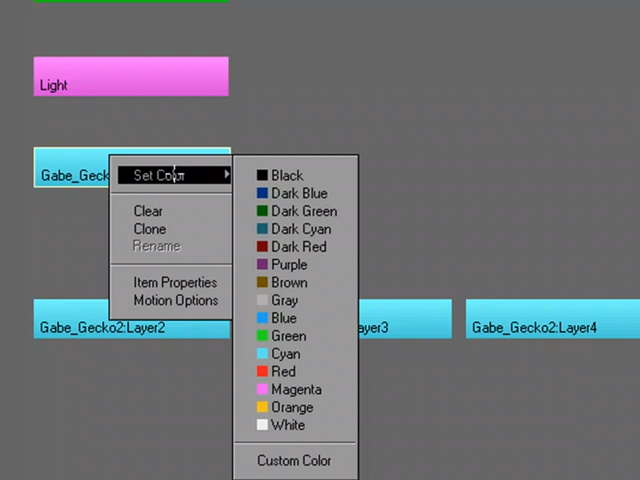 Light
Gabe_Geck
Set Color
Clear
Clone
Rename
Item Properties
Motion Options
Black
Dark Blue
Dark Green
Dark Cyan
Dark Red
Purple
Brown
Gray
Blue
Green
Cyan
Red
Magenta
Orange
White
Custom Color
Gabe_Gecko2:Layer2
ayer3
Gabe_Gecko2:Layer4